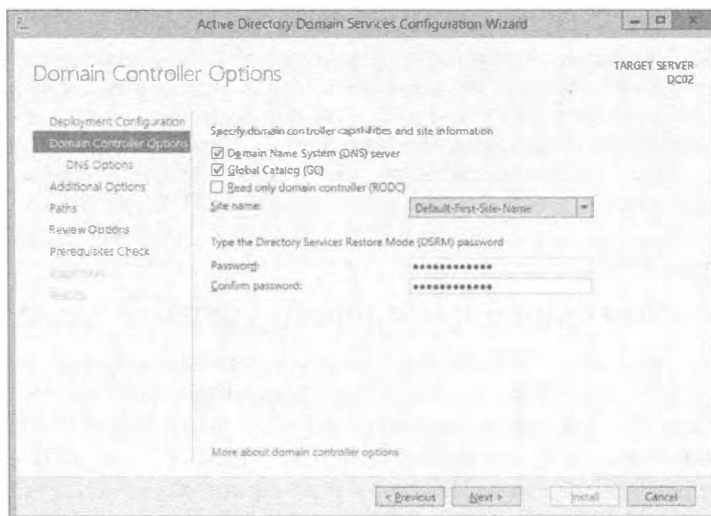 Active Directory Domain Services Configuration Wizard
Domain Controller Options
TARGET SERVER
DC02
Deployment Configuration
Domain Controller Options
DNS Options
Additional Options
Paths
Review Options
Prerequisites Check
Results
Specify domain controller capabilities and site information
Domain Name System (DNS) server
Global Catalog (GC)
Read only domain controller (RODC)
Site name:
Default-First-Site-Name
Type the Directory Services Restore Mode (DSRM) password
Password:
••••••••••••
Confirm password:
••••••••••••
More about domain controller options
< Previous
Next >
Install
Cancel